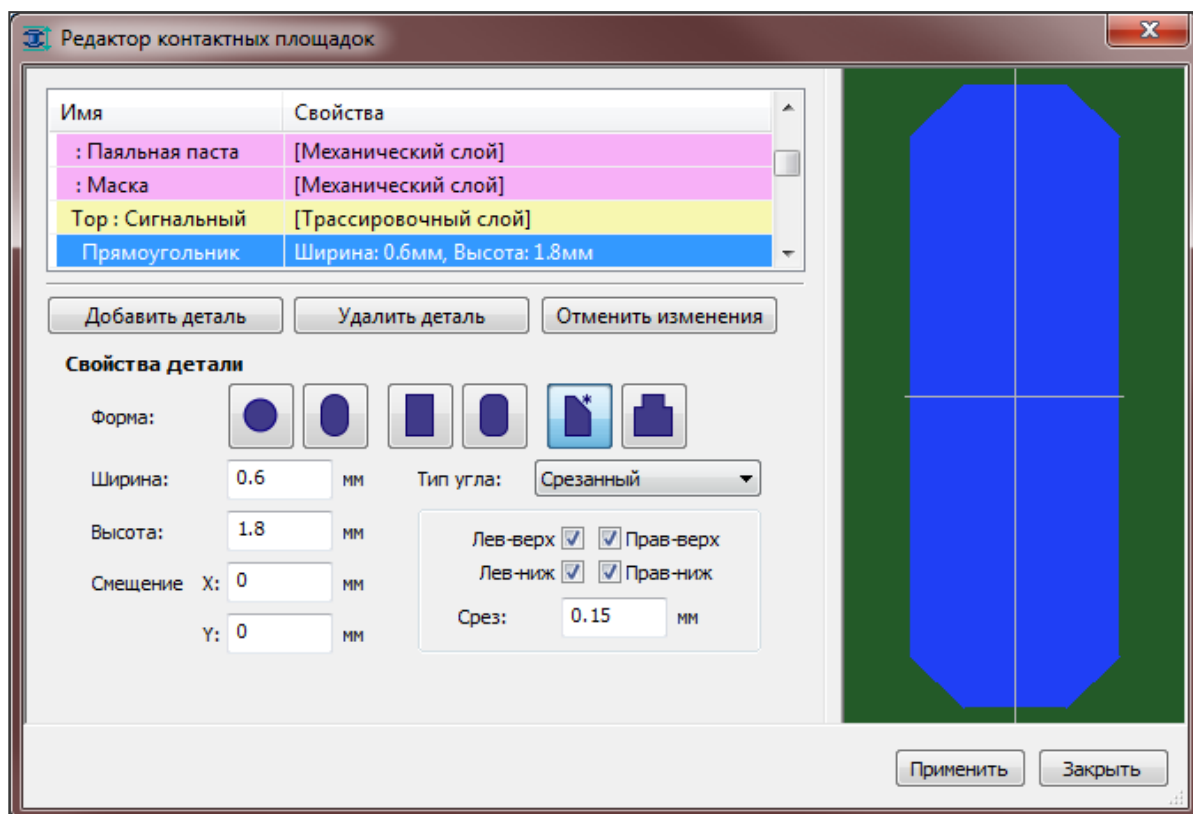 Редактор контактных площадок
Имя Свойства
: Паяльная паста [Механический слой]
: Маска [Механический слой]
Top : Сигнальный [Трассировочный слой]
Прямоугольник Ширина: 0.6мм, Высота: 1.8мм
Добавить деталь Удалить деталь Отменить изменения
Свойства детали
Форма:
Ширина: 0.6 мм Тип угла: Срезанный
Высота: 1.8 мм Лев-верх Прав-верх
Смещение X: 0 мм Лев-ниж Прав-ниж
Y: 0 мм Срез: 0.15 мм
Применить Закрыть